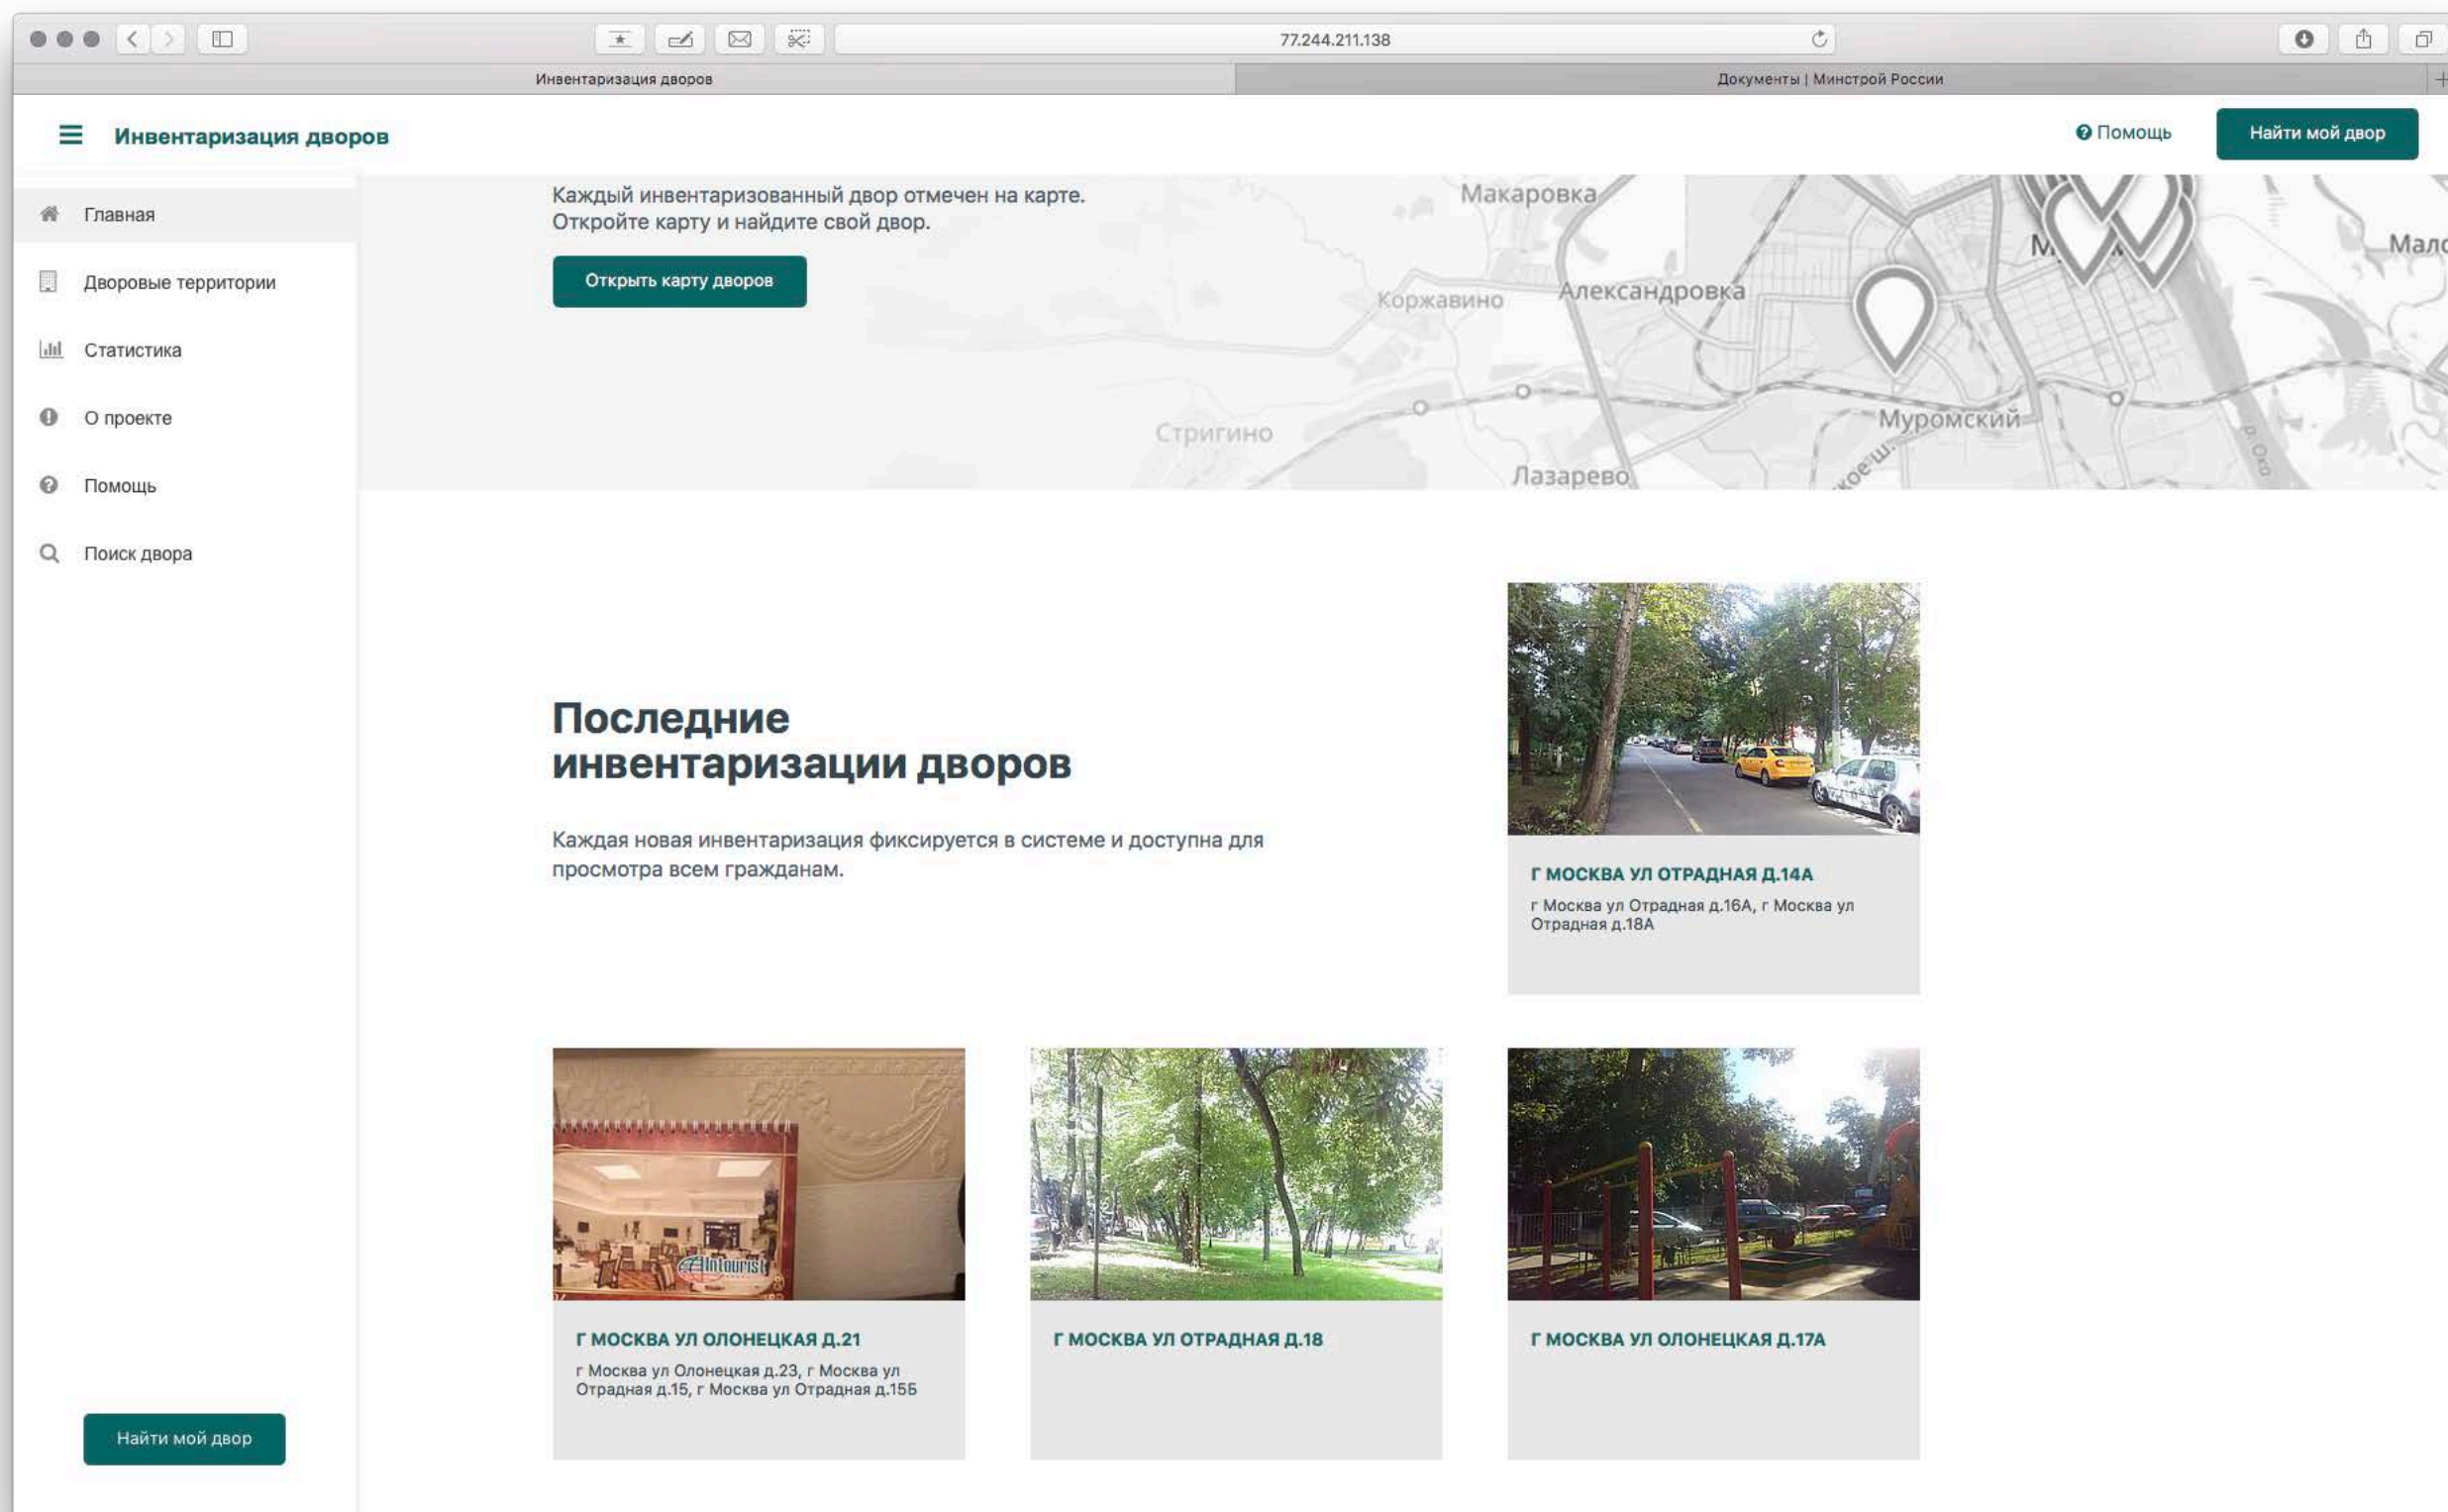 77.244.211.138
Инвентаризация дворов
Документы | Минстрой России
Инвентаризация дворов
Помощь
Найти мой двор
Главная
Дворовые территории
Статистика
О проекте
Помощь
Поиск двора
Найти мой двор
Каждый инвентаризованный двор отмечен на карте.
Откройте карту и найдите свой двор.
Открыть карту дворов
Макаровка
Коржавино
Александровка
Стригино
Муромский
Лазарево
р. Ока
Последние
инвентаризации дворов
Каждая новая инвентаризация фиксируется в системе и доступна для
просмотра всем гражданам.
Г МОСКВА УЛ ОТРАДНАЯ Д.14А
г Москва ул Отрадная д.16А, г Москва ул
Отрадная д.18А
Intourist
Г МОСКВА УЛ ОЛОНЕЦКАЯ Д.21
г Москва ул Олонецкая д.23, г Москва ул
Отрадная д.15, г Москва ул Отрадная д.15Б
Г МОСКВА УЛ ОТРАДНАЯ Д.18
Г МОСКВА УЛ ОЛОНЕЦКАЯ Д.17А